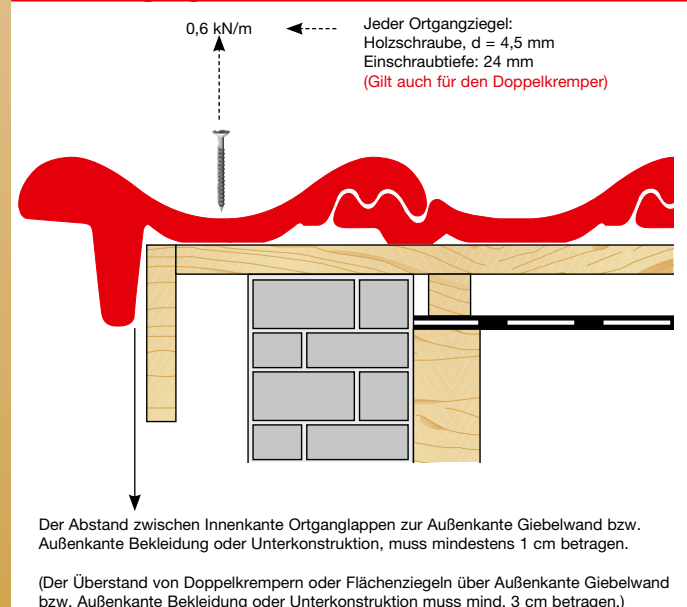 0,6 kN/m
Jeder Ortgangziegel:
Holzschraube, d = 4,5 mm
Einschraubtiefe: 24 mm
(Gilt auch für den Doppelkremper)
Der Abstand zwischen Innenkante Ortganglappen zur Außenkante Giebelwand bzw.
Außenkante Bekleidung oder Unterkonstruktion, muss mindestens 1 cm betragen.
(Der Überstand von Doppelkrempern oder Flächenziegeln über Außenkante Giebelwand
bzw. Außenkante Bekleidung oder Unterkonstruktion muss mind. 3 cm betragen.)